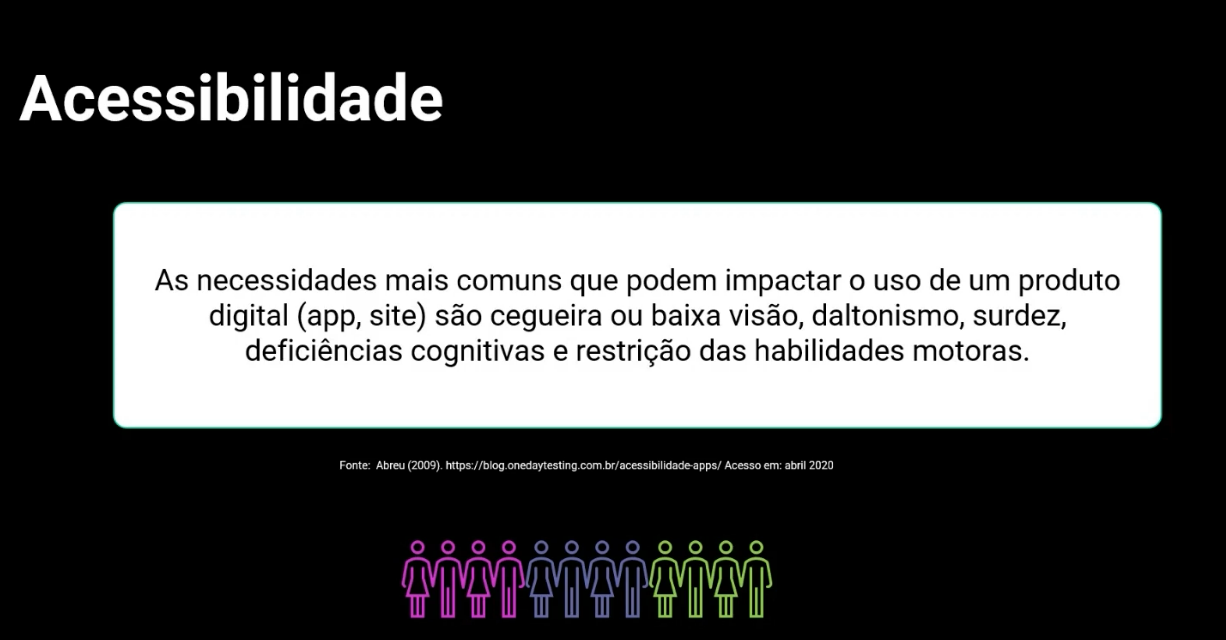 Acessibilidade
As necessidades mais comuns que podem impactar o uso de um produto
digital (app, site) são cegueira ou baixa visão, daltonismo, surdez,
deficiências cognitivas e restrição das habilidades motoras.
Fonte: Abreu (2009). https://blog.onedaytesting.com.br/acessibilidade-apps/ Acesso em: abril 2020